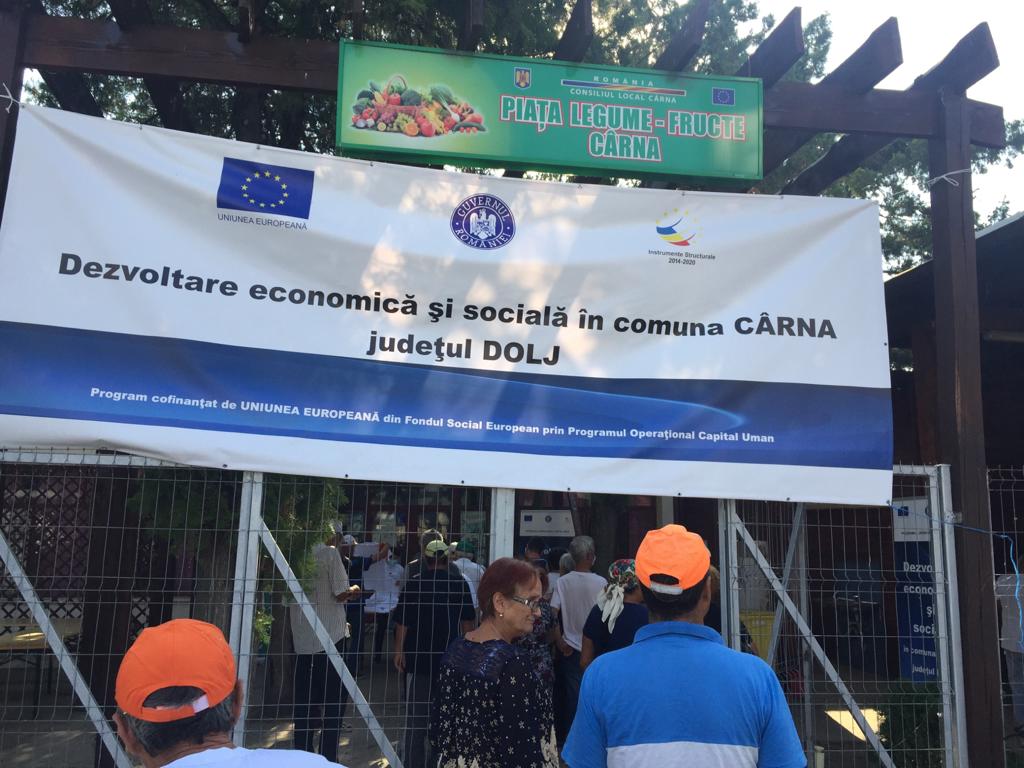 ROMÂNIA
CONSILIUL LOCAL CÂRNA
PIAȚA LEGUME - FRUCTE
CÂRNA
UNIUNEA EUROPEANĂ
GUVERNUL ROMÂNIEI
Instrumente Structurale
2014-2020
Dezvoltare economică şi socială în comuna CÂRNA
judeţul DOLJ
Program cofinanţat de UNIUNEA EUROPEANĂ din Fondul Social European prin Programul Operaţional Capital Uman
Dezvo
econo
şi
soci
în comuna
judeţul